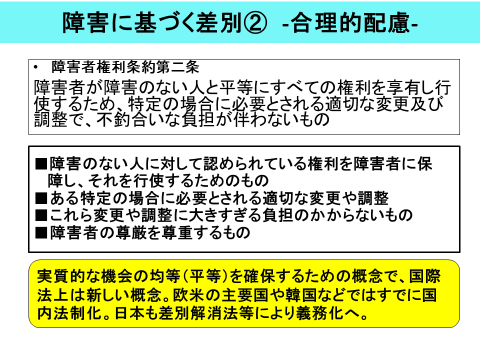 障害に基づく差別② -合理的配慮-
・ 障害者権利条約第二条
障害者が障害のない人と平等にすべての権利を享有し行
使するため、特定の場合に必要とされる適切な変更及び
調整で、不釣合いな負担が伴わないもの
■障害のない人に対して認められている権利を障害者に保
障し、それを行使するためのもの
■ある特定の場合に必要とされる適切な変更や調整
■これら変更や調整に大きすぎる負担のかからないもの
■障害者の尊厳を尊重するもの
実質的な機会の均等（平等）を確保するための概念で、国際
法上は新しい概念。欧米の主要国や韓国などではすでに国
内法制化。日本も差別解消法等により義務化へ。